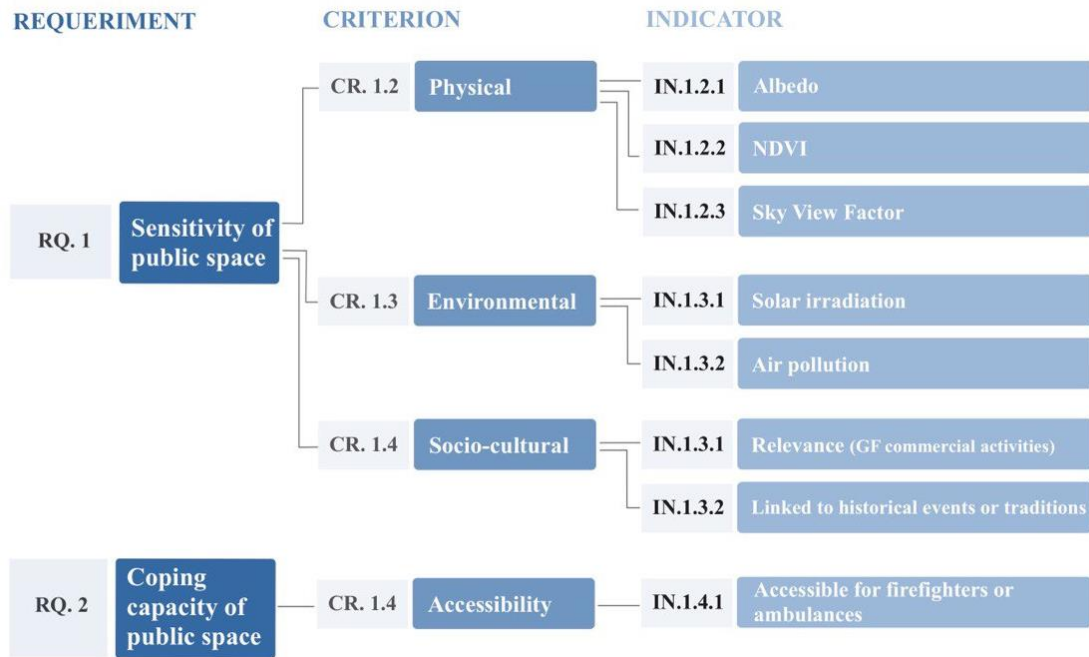 REQUERIMENT CRITERION INDICATOR
RQ. 1
Sensitivity of
public space
CR. 1.2 Physical
IN.1.2.1 Albedo
IN.1.2.2 NDVI
IN.1.2.3 Sky View Factor
CR. 1.3 Environmental
IN.1.3.1 Solar irradiation
IN.1.3.2 Air pollution
CR. 1.4 Socio-cultural
IN.1.3.1 Relevance (GF commercial activities)
IN.1.3.2 Linked to historical events or traditions
RQ. 2
Coping
capacity of
public space
CR. 1.4 Accessibility
IN.1.4.1
Accessible for firefighters or
ambulances